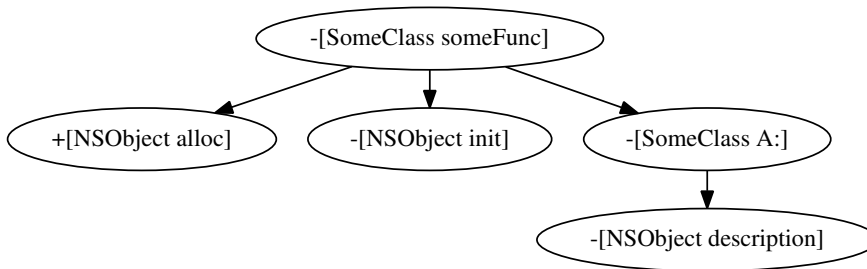 -[SomeClass someFunc]
+[NSObject alloc]
-[NSObject init]
-[SomeClass A:]
-[NSObject description]